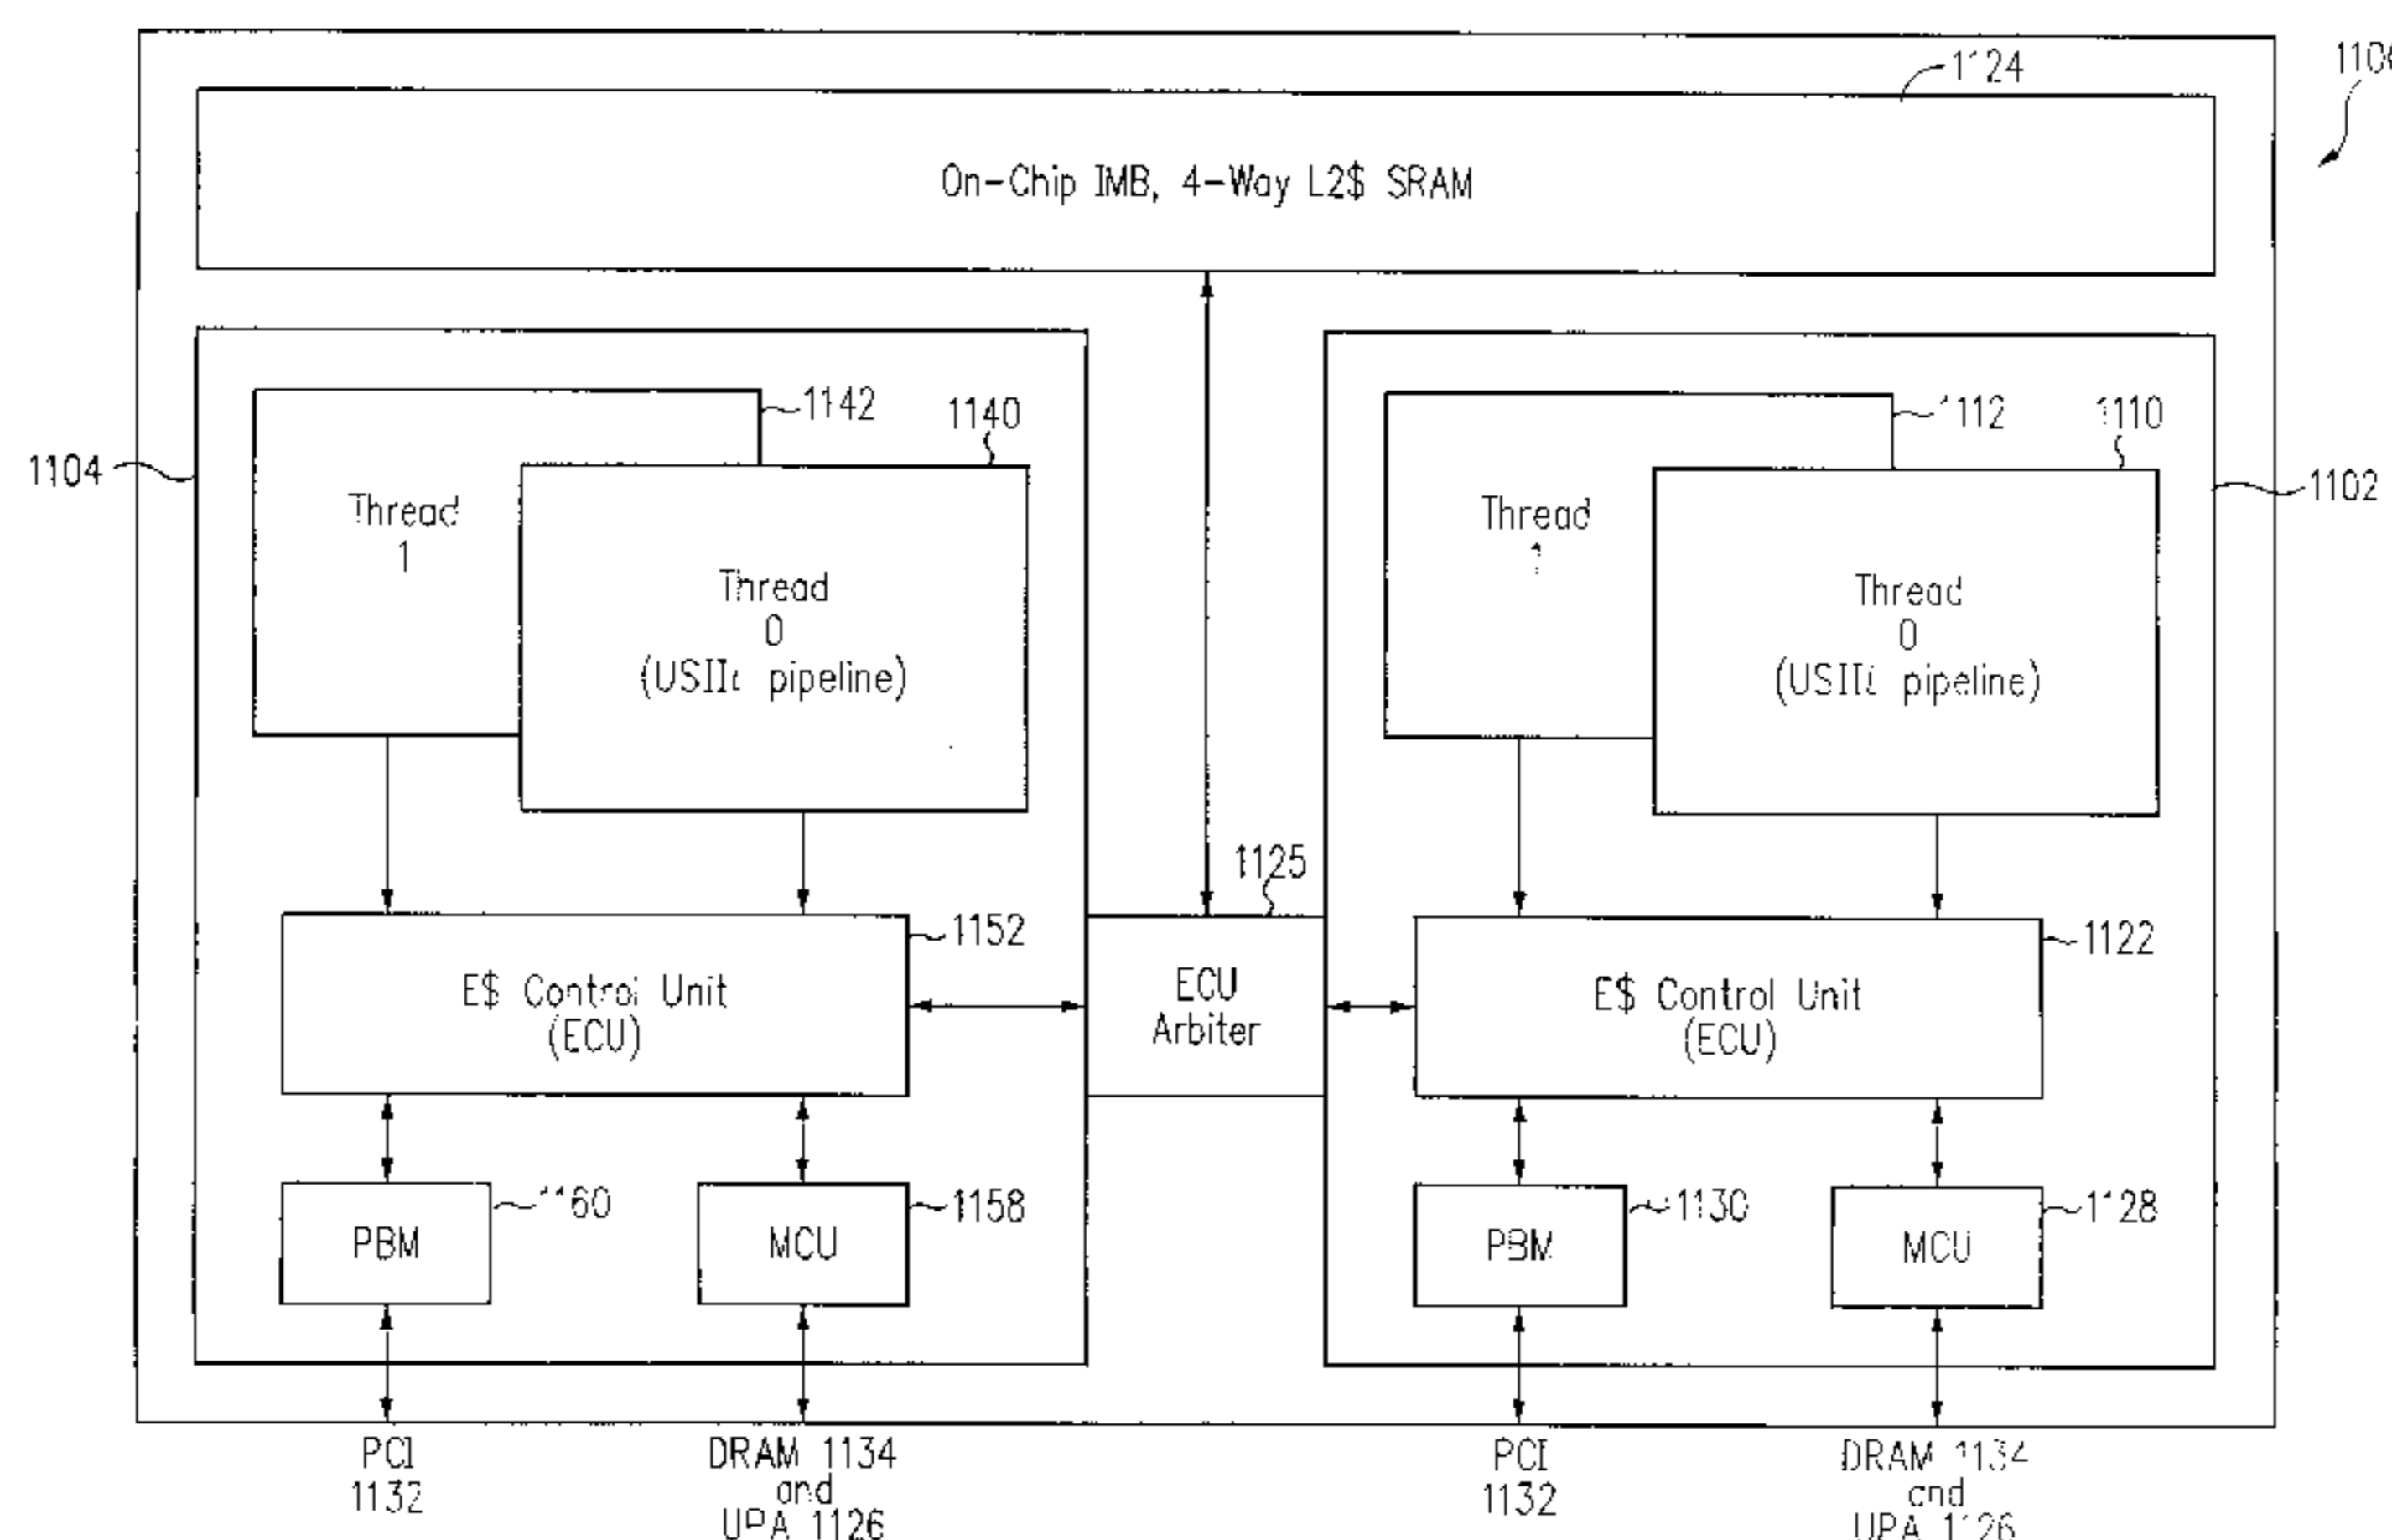 1124
On-Chip IMB, 4-Way L2$ SRAM
1142
1140
1112
1110
1104
1102
Thread
1
Thread
0
(USIIi pipeline)
Thread
1
Thread
0
(USIIi pipeline)
1125
1152
1122
E$ Control Unit
(ECU)
ECU
Arbiter
E$ Control Unit
(ECU)
1160
1158
1130
1128
PBM
MCU
PBM
MCU
PCI
1132
DRAM 1134
and
UPA 1126
PCI
1132
DRAM 1134
and
UPA 1126